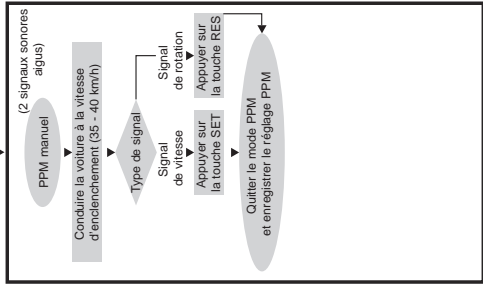 (2 signaux sonores
aigus)
PPM manuel
Conduire la voiture à la vitesse
d'enclenchement (35 - 40 km/h)
Type de signal
Signal
de vitesse
Signal
de rotation
Appuyer sur
la touche SET
Appuyer sur
la touche RES
Quitter le mode PPM
et enregistrer le réglage PPM